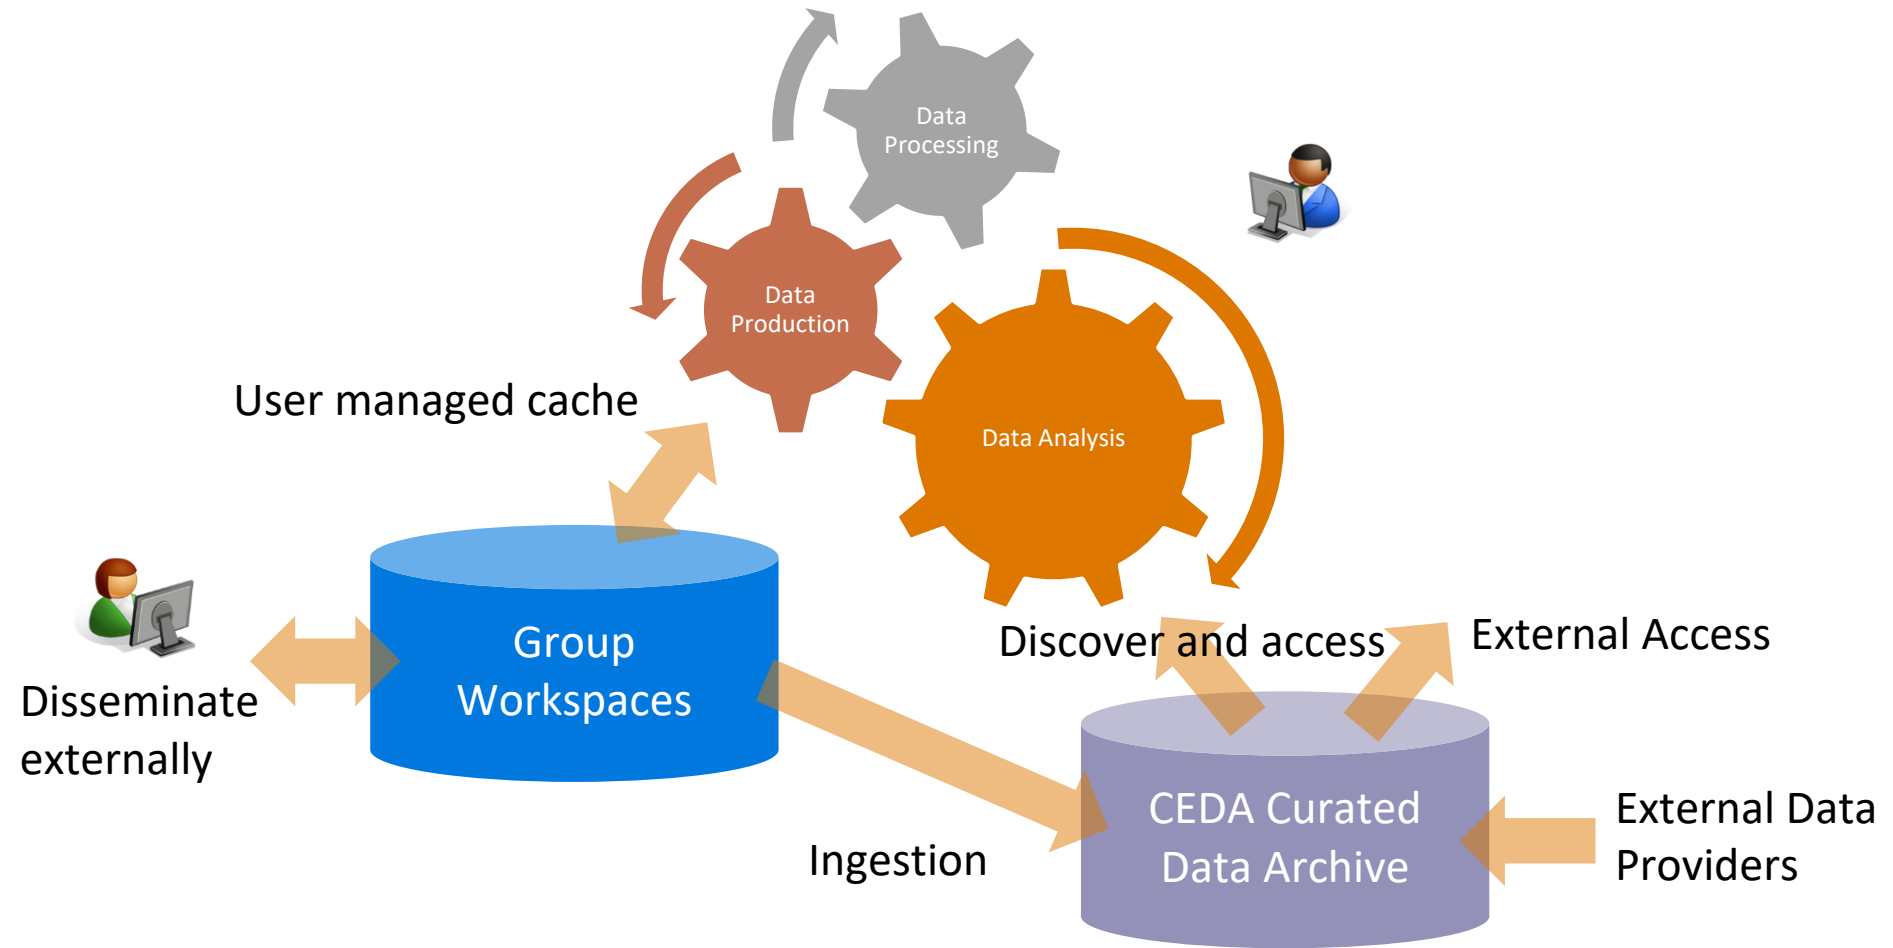 Data
Processing
Data
Production
User managed cache
Data Analysis
Group
Workspaces
Discover and access
External Access
Disseminate
externally
CEDA Curated
Data Archive
External Data
Providers
Ingestion